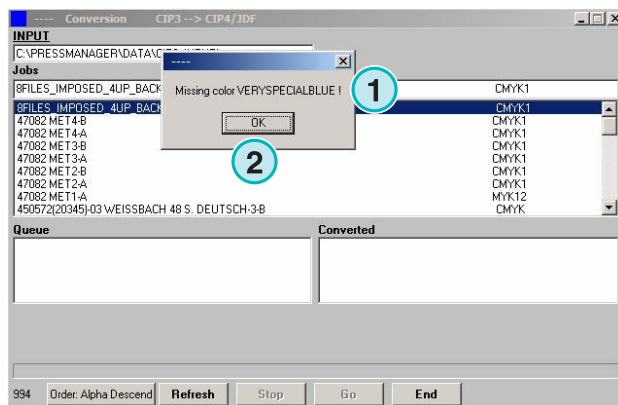 ---- Conversion CIP3 --> CIP4/JDF
INPUT
C:\PRESSMANAGER\DATA\
----
Jobs
8FILES_IMPOSED_4UP_BACK CMYK1
Missing color VERYSPECIALBLUE !
1
8FILES_IMPOSED_4UP_BACK CMYK1
47082 MET4-B CMYK1
OK
47082 MET4-A CMYK1
47082 MET3-B CMYK1
47082 MET3-A CMYK1
2
47082 MET2-B CMYK1
47082 MET2-A CMYK1
47082 MET1-A MYK12
450572(20345)-03 WEISSBACH 48 S. DEUTSCH-3-B CMYK
Queue Converted
994 Order: Alpha Descend Refresh Stop Go End